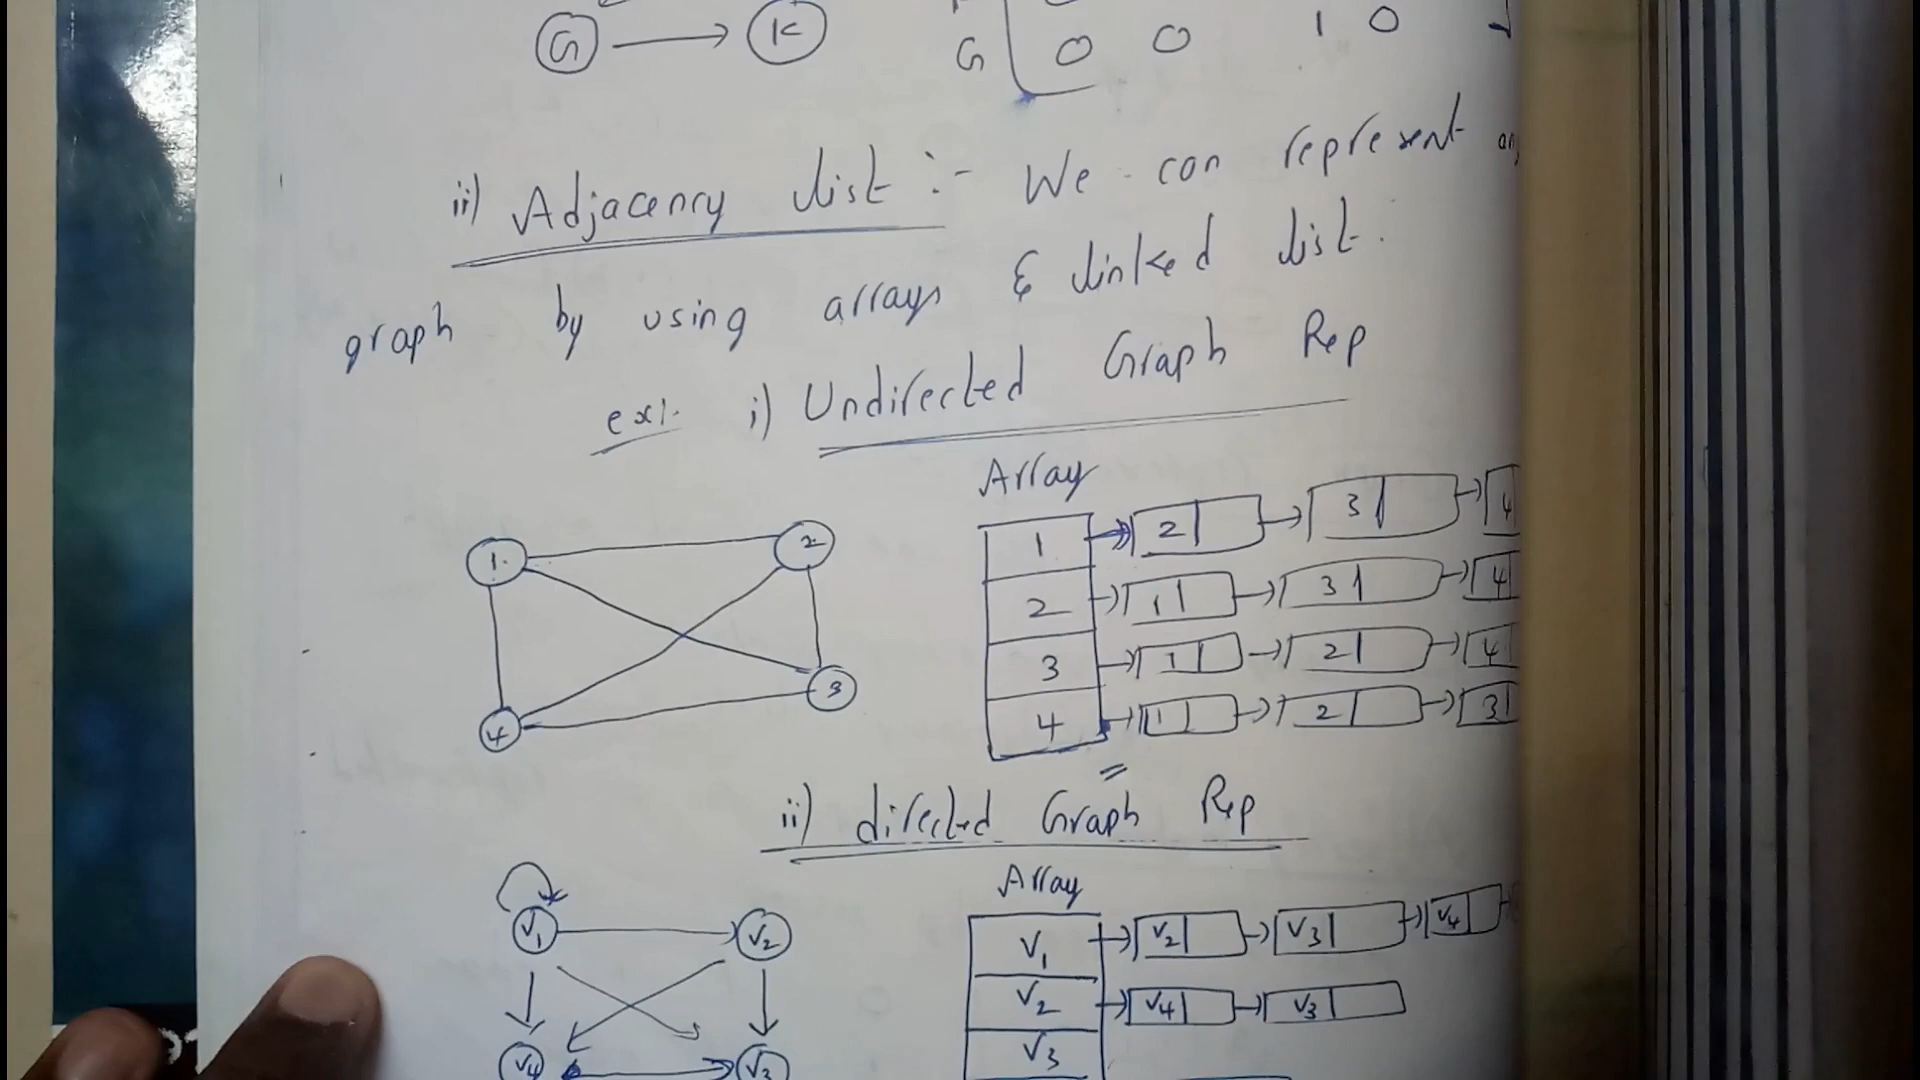 G → K G 0 0 1 0
ii) Adjacency list :- We can represent
graph by using arrays & linked list.
ex:- i) Undirected Graph Rep
Array
1 2
4 3
1 → 2 → 3 → 4
2 → 1 → 3 → 4
3 → 1 → 2 → 4
4 → 1 → 2 → 3
ii) directed Graph Rep
Array
V1 V2
V4 V3
V1 → V2 → V3 → V4
V2 → V4 → V3
V3